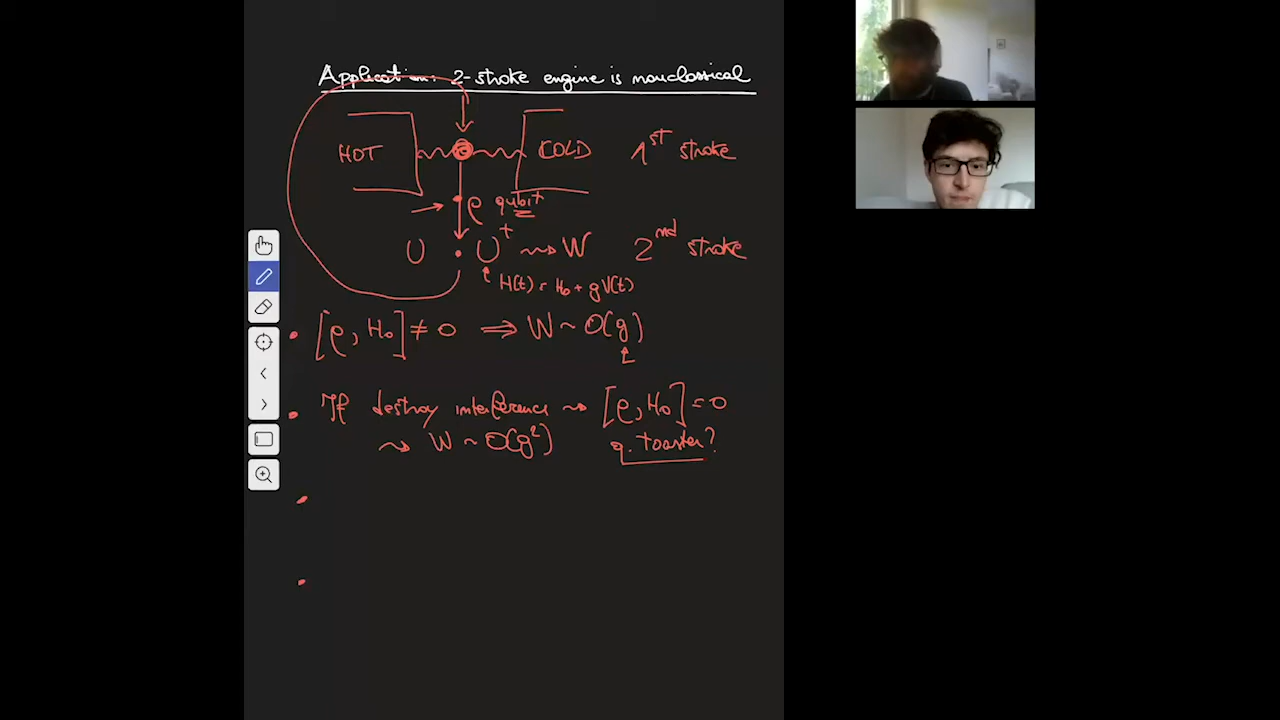 Application: 2-stroke engine is nonclassical
HOT COLD 1st stroke
→ ρ qubit
U · U† ⇝ W 2nd stroke
H(t) = H₀ + gV(t)
• [ρ, H₀] ≠ 0 ⇒ W ~ O(g)
• If destroy interference ⇝ [ρ, H₀] = 0
⇝ W ~ O(g²) q. toaster?